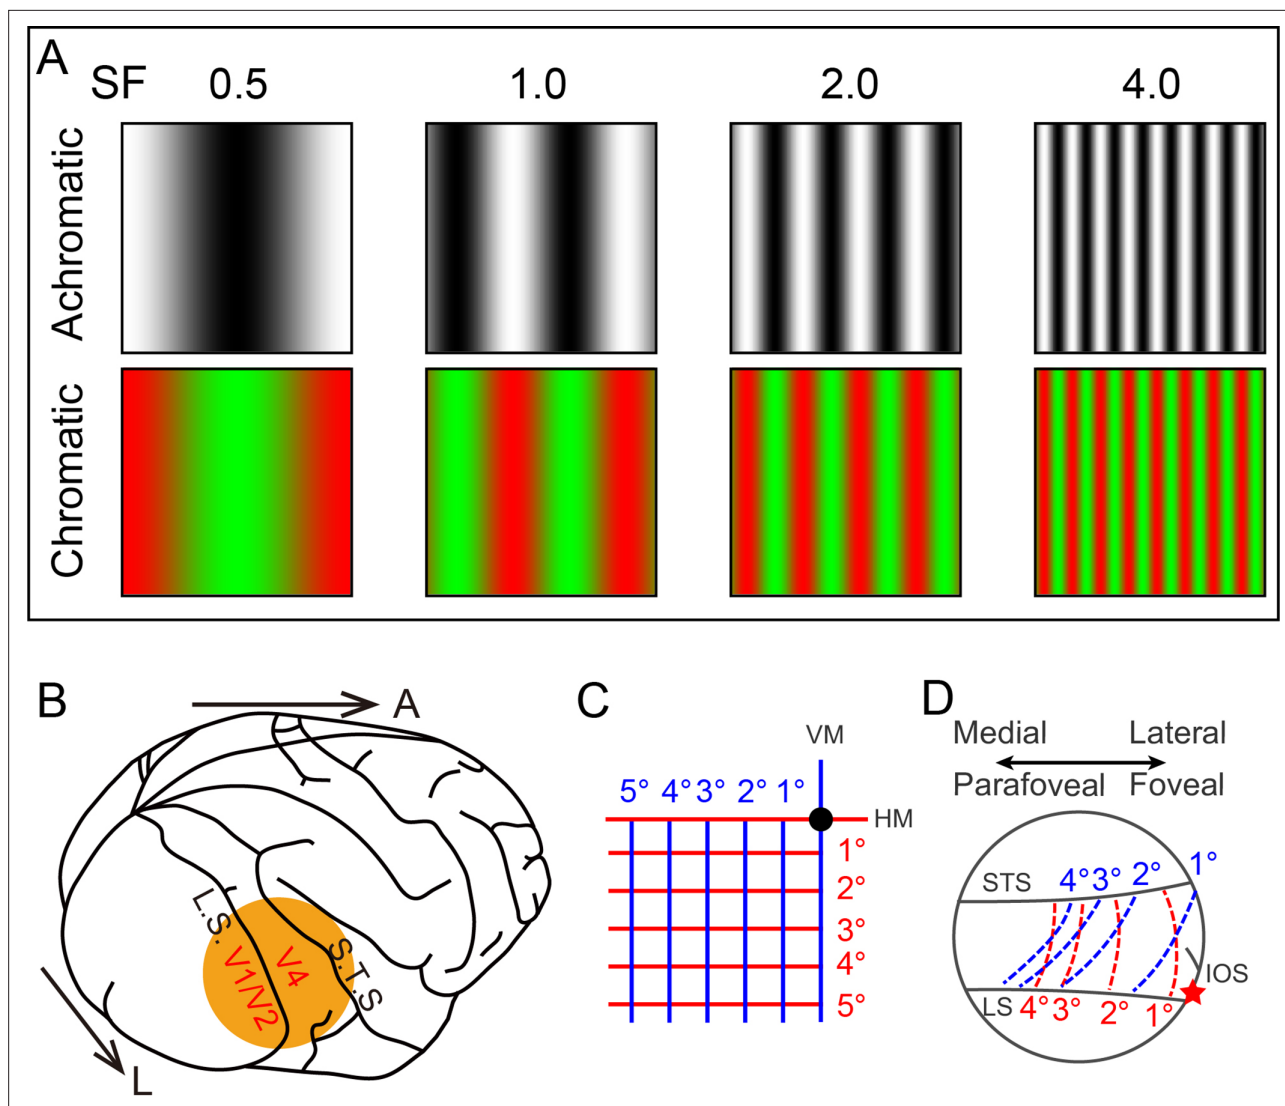 A
SF 0.5 1.0 2.0 4.0
Achromatic
Chromatic
B
A
L.S.
V1/V2
V4
S.T.S
L
C
VM
5° 4° 3° 2° 1°
HM
1°
2°
3°
4°
5°
D
Medial Lateral
Parafoveal Foveal
STS 4° 3° 2° 1°
IOS
LS 4° 3° 2° 1°